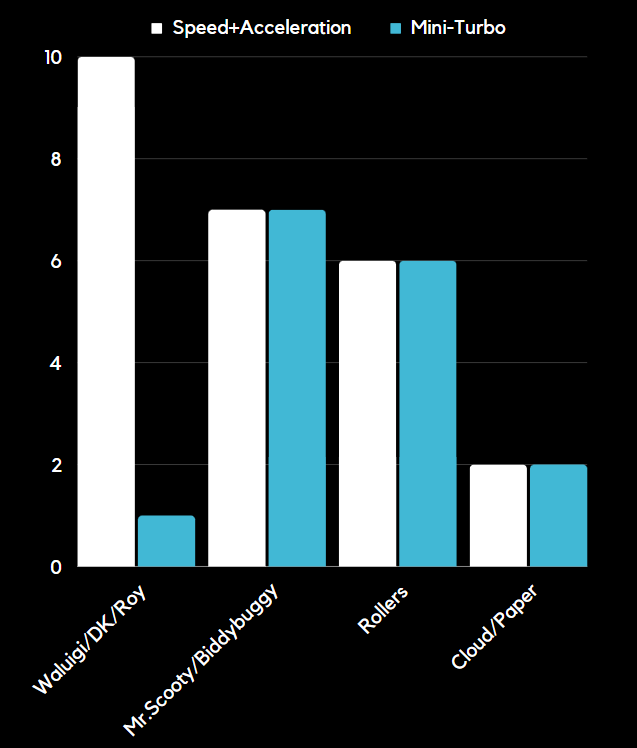 Speed+Acceleration Mini-Turbo
10
8
6
4
2
0
Waluigi/DK/Roy
Mr.Scooty/Biddybuggy
Rollers
Cloud/Paper